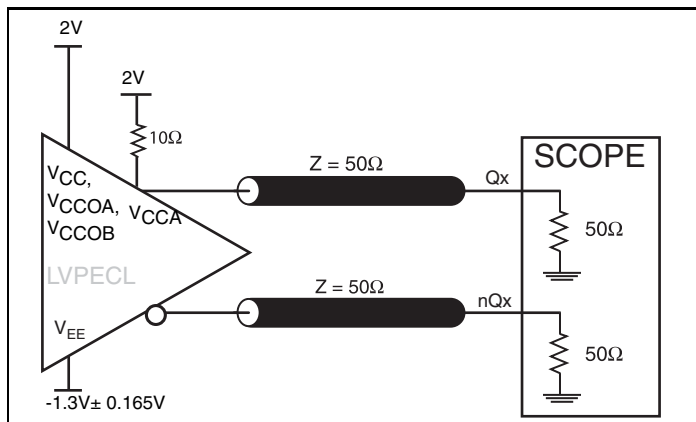 2V
2V
10Ω
Z = 50Ω
Qx
SCOPE
VCC,
VCCOA, VCCA
VCCOB
50Ω
LVPECL
Z = 50Ω
nQx
VEE
50Ω
-1.3V± 0.165V